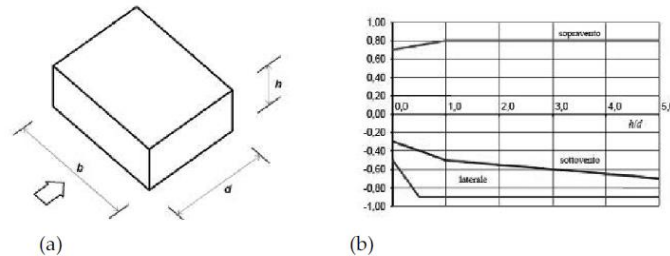 h
b
d
(a)
1,00
0,80
sopravento
0,60
0,40
0,20
0,00
0,0 1,0 2,0 3,0 4,0 5,0
h/d
-0,20
-0,40
sottovento
-0,60
laterale
-0,80
-1,00
(b)